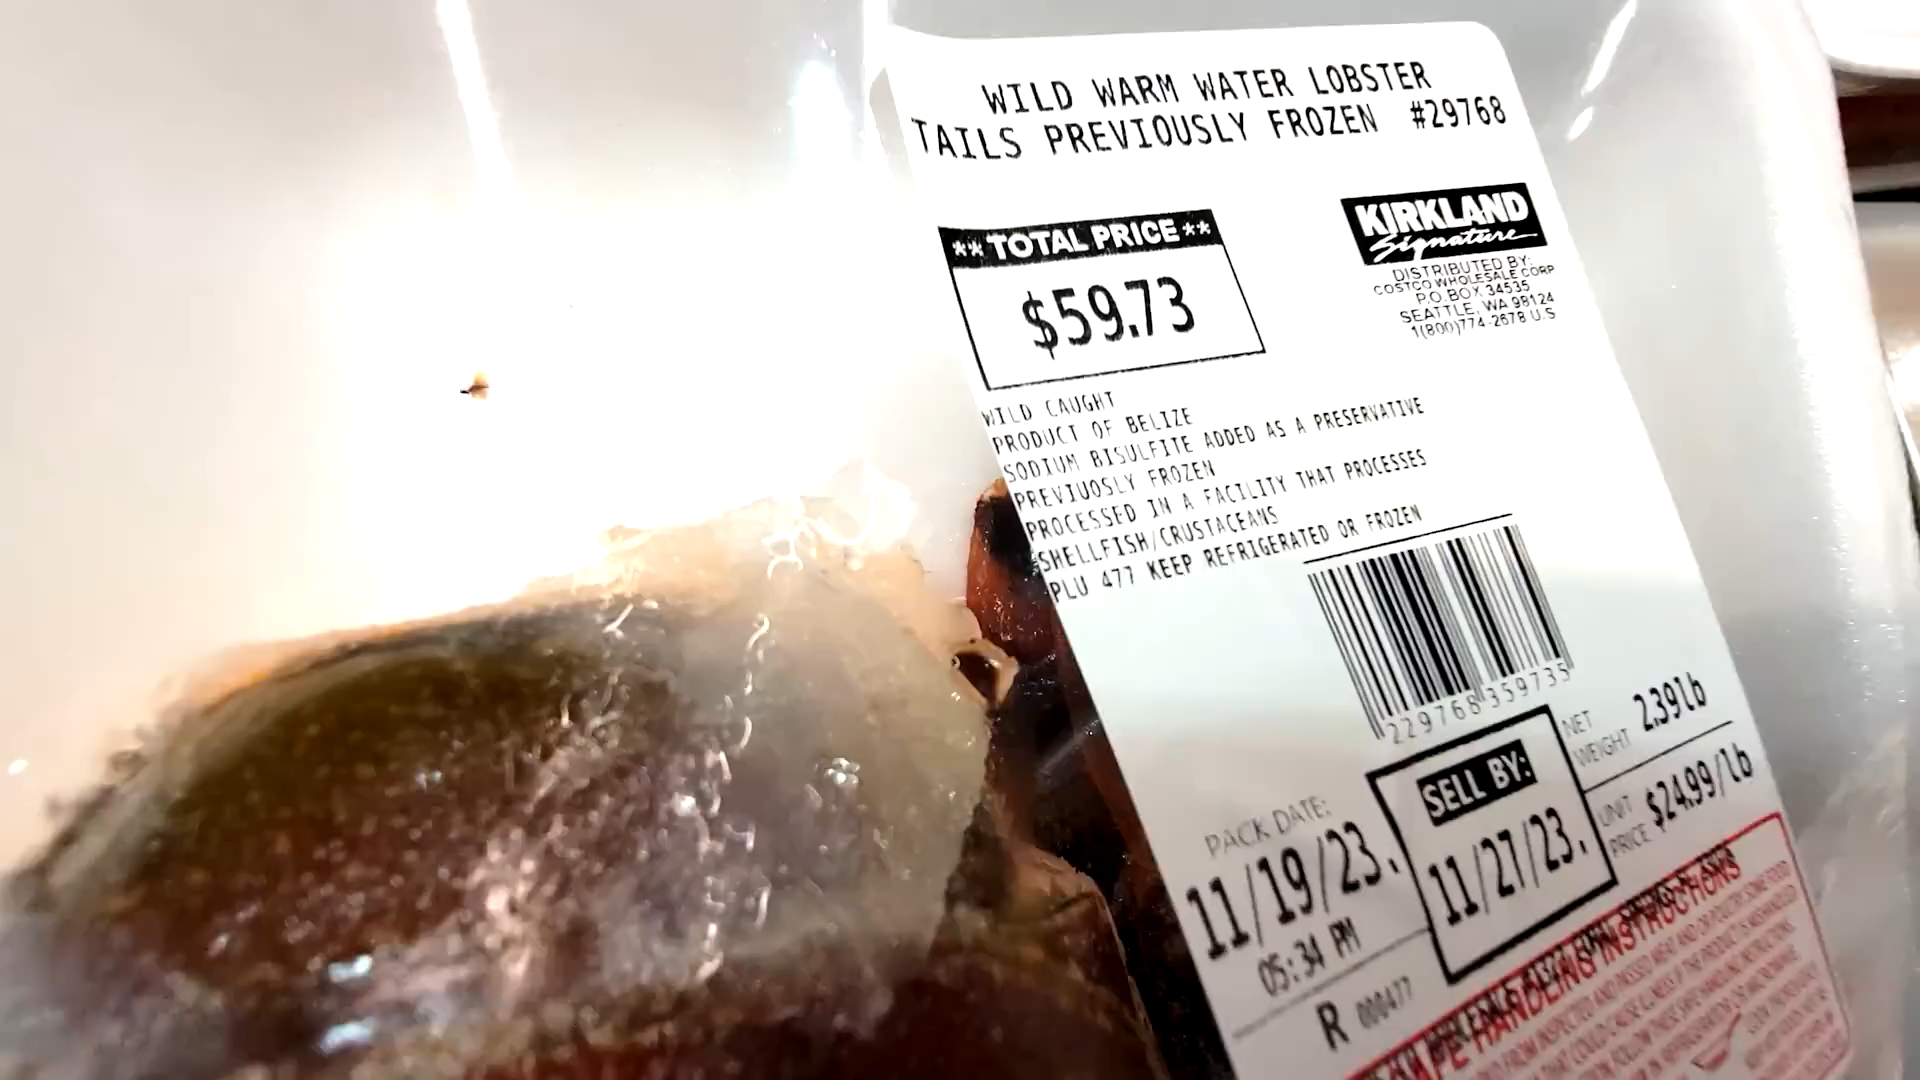 WILD WARM WATER LOBSTER
TAILS PREVIOUSLY FROZEN #29768
** TOTAL PRICE **
$59.73
KIRKLAND
Signature
DISTRIBUTED BY:
COSTCO WHOLESALE CORP
P.O. BOX 34535
SEATTLE, WA 98124
1(800)774-2678 U.S
WILD CAUGHT
PRODUCT OF BELIZE
SODIUM BISULFITE ADDED AS A PRESERVATIVE
PREVIUOSLY FROZEN
PROCESSED IN A FACILITY THAT PROCESSES
SHELLFISH/CRUSTACEANS
PLU 477 KEEP REFRIGERATED OR FROZEN
229768 359735
NET
WEIGHT 2.39lb
UNIT
PRICE $24.99/lb
PACK DATE:
11/19/23.
05:34 PM
SELL BY:
11/27/23.
R 000477
HANDLING INSTRUCTIONS